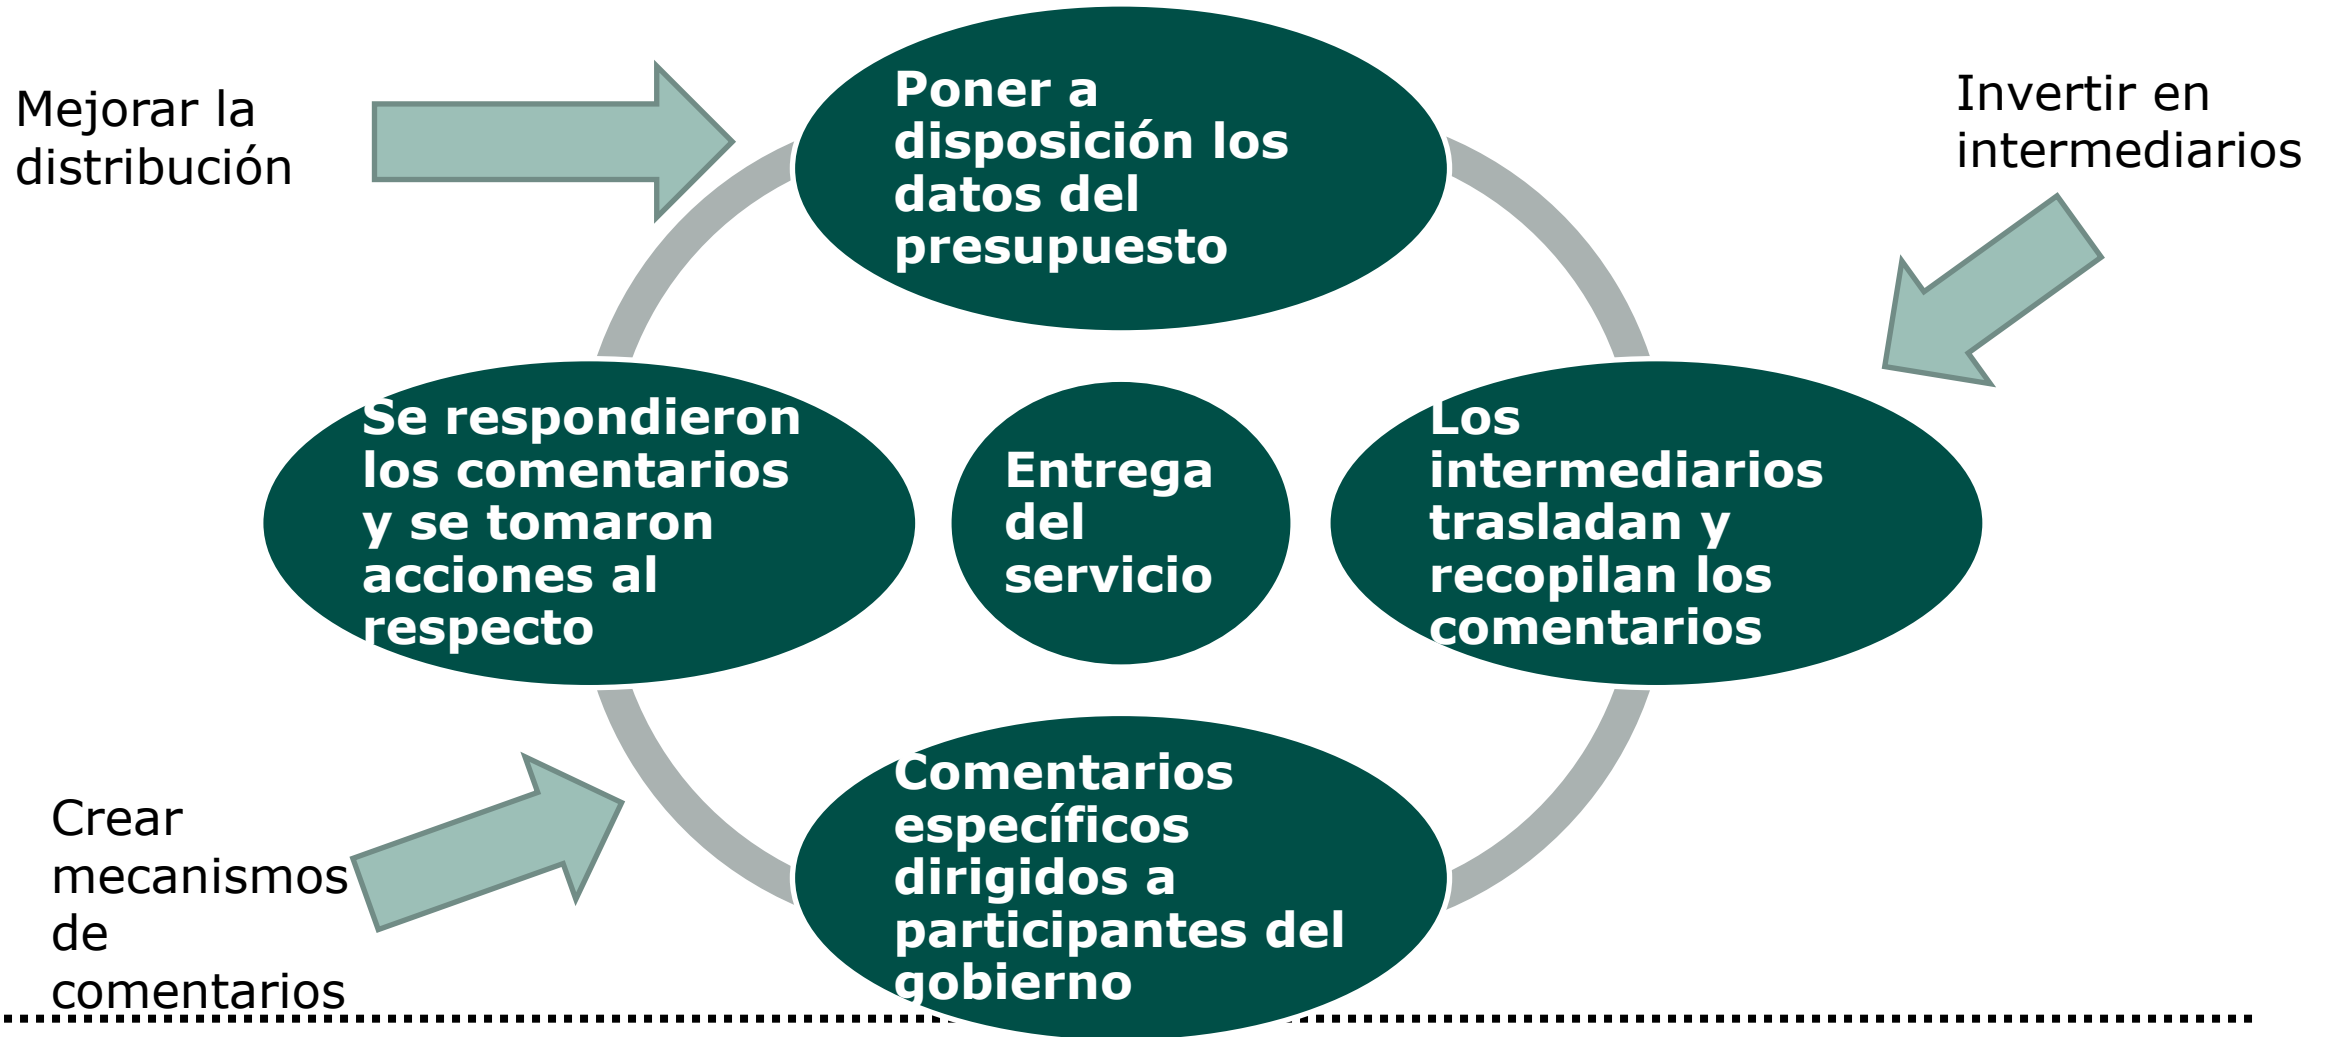 Mejorar la
distribución
Poner a
disposición los
datos del
presupuesto
Invertir en
intermediarios
Se respondieron
los comentarios
y se tomaron
acciones al
respecto
Entrega
del
servicio
Los
intermediarios
trasladan y
recopilan los
comentarios
Crear
mecanismos
de
comentarios
Comentarios
específicos
dirigidos a
participantes del
gobierno